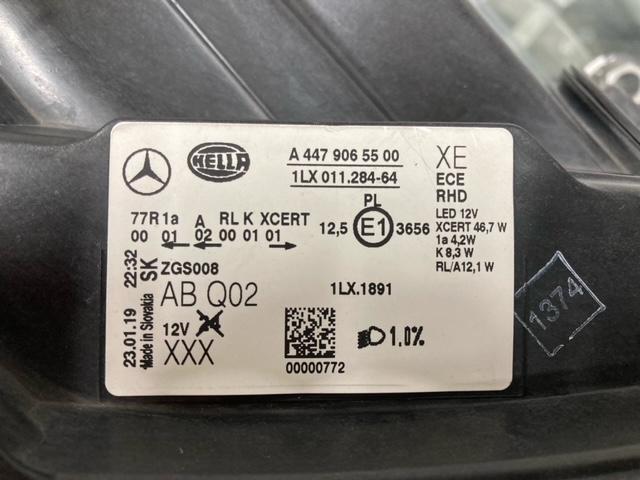 HELLA
A 447 906 55 00
1LX 011.284-64
XE
ECE
RHD
LED 12V
XCERT 46,7 W
1a 4,2W
K 8,3 W
RL/A12,1 W
77R 1a A RL K XCERT
00 01 02 00 01 01
PL
12,5 E1 3656
ZGS008
AB Q02
1LX.1891
12V
XXX
1.0%
00000772
23.01.19 22:32
Made in Slovakia SK
1374